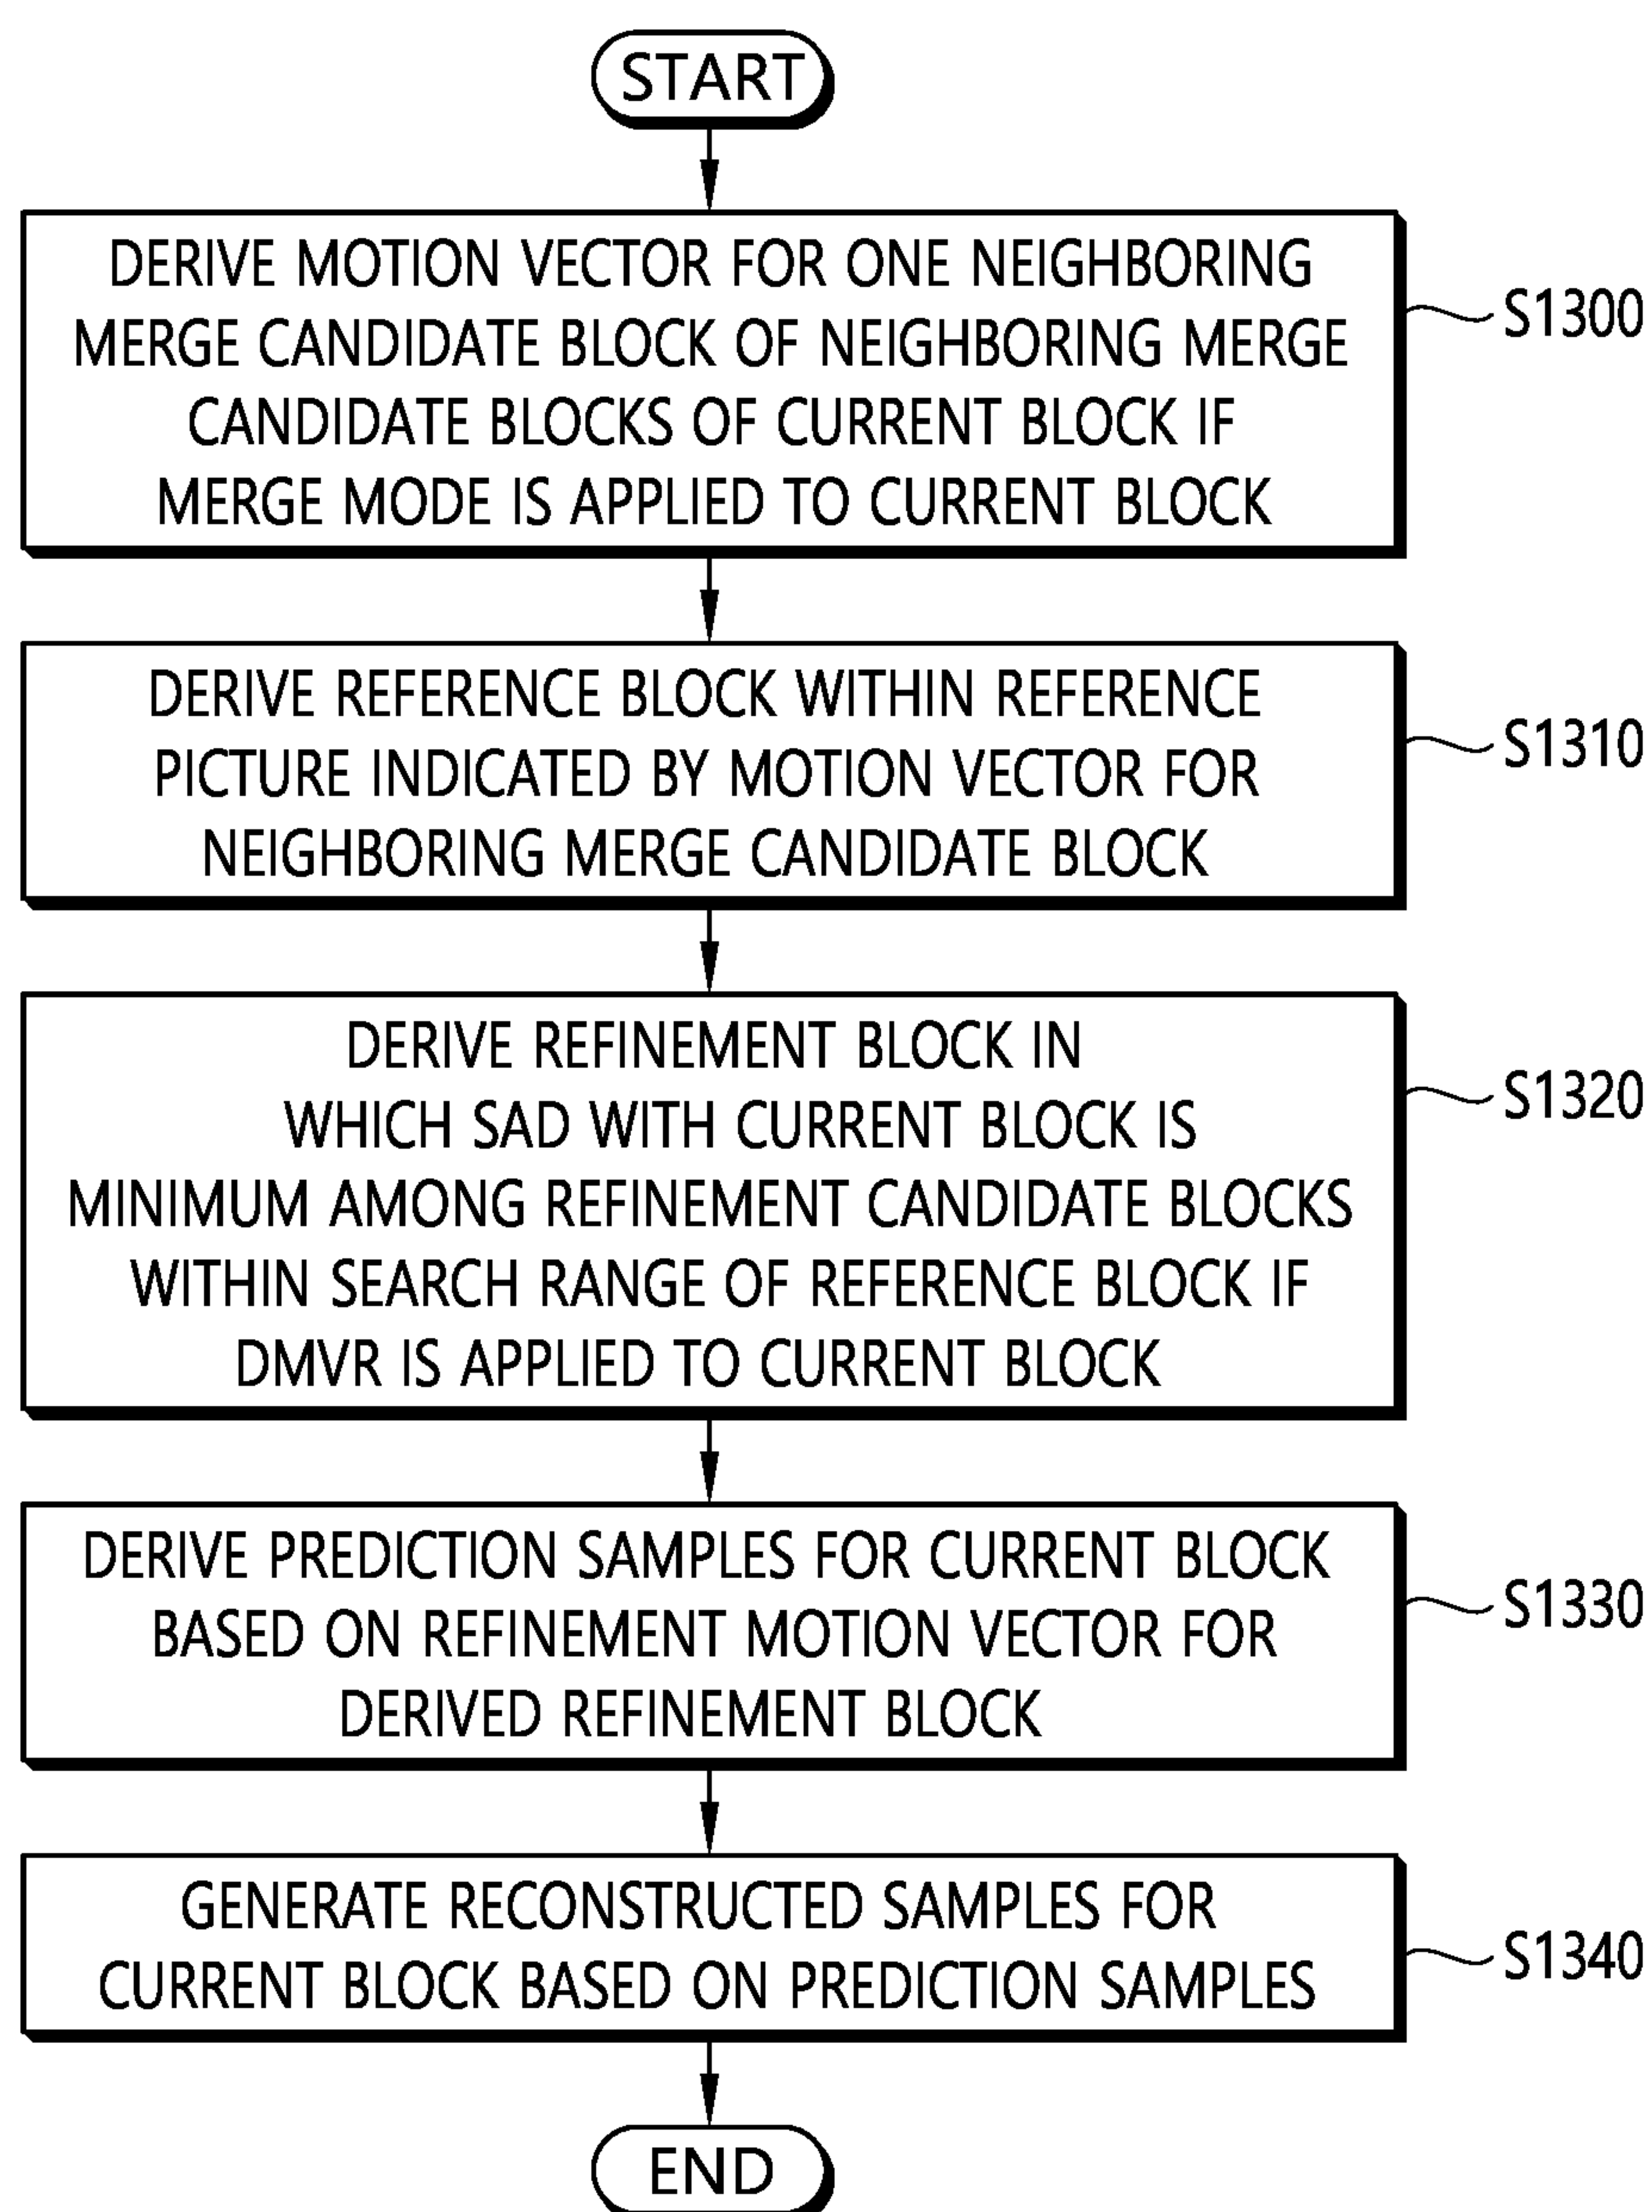 START
DERIVE MOTION VECTOR FOR ONE NEIGHBORING
MERGE CANDIDATE BLOCK OF NEIGHBORING MERGE
CANDIDATE BLOCKS OF CURRENT BLOCK IF
MERGE MODE IS APPLIED TO CURRENT BLOCK
S1300
DERIVE REFERENCE BLOCK WITHIN REFERENCE
PICTURE INDICATED BY MOTION VECTOR FOR
NEIGHBORING MERGE CANDIDATE BLOCK
S1310
DERIVE REFINEMENT BLOCK IN
WHICH SAD WITH CURRENT BLOCK IS
MINIMUM AMONG REFINEMENT CANDIDATE BLOCKS
WITHIN SEARCH RANGE OF REFERENCE BLOCK IF
DMVR IS APPLIED TO CURRENT BLOCK
S1320
DERIVE PREDICTION SAMPLES FOR CURRENT BLOCK
BASED ON REFINEMENT MOTION VECTOR FOR
DERIVED REFINEMENT BLOCK
S1330
GENERATE RECONSTRUCTED SAMPLES FOR
CURRENT BLOCK BASED ON PREDICTION SAMPLES
S1340
END